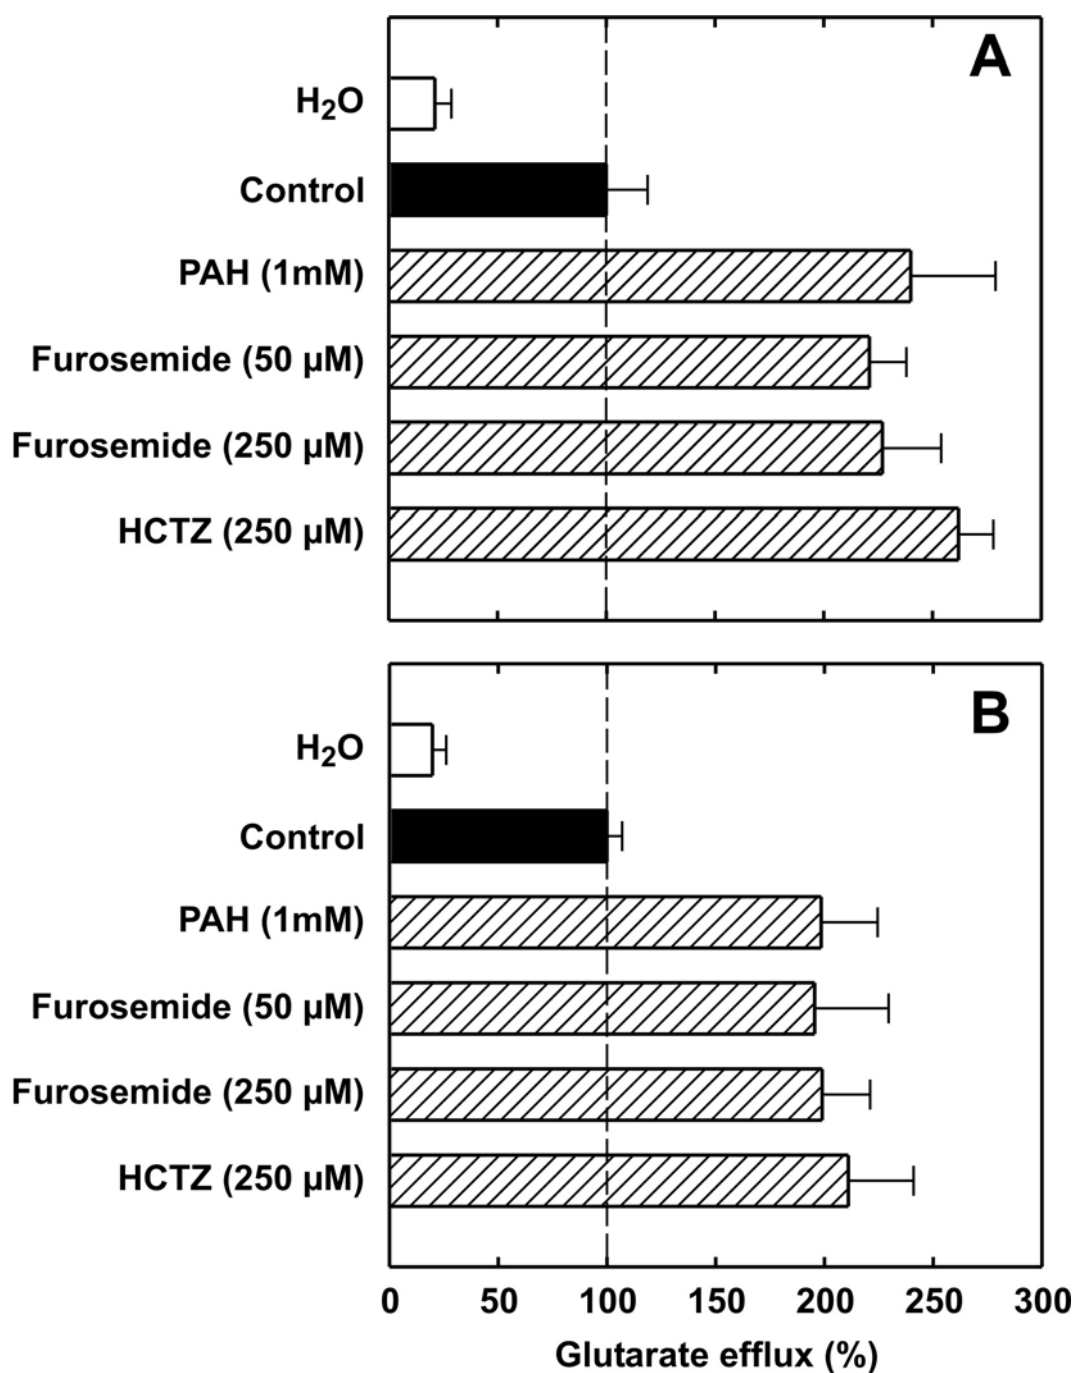 A
H₂O
Control
PAH (1mM)
Furosemide (50 µM)
Furosemide (250 µM)
HCTZ (250 µM)
B
H₂O
Control
PAH (1mM)
Furosemide (50 µM)
Furosemide (250 µM)
HCTZ (250 µM)
0 50 100 150 200 250 300
Glutarate efflux (%)